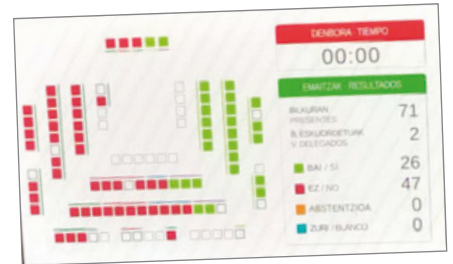 DENBORA TIEMPO
00:00
EMAITZAK RESULTADOS
BILKURAN 71
PRESENTES
B. ESKUORDETUAK 2
V. DELEGADOS
BAI / SÍ 26
EZ / NO 47
ABSTENTZIOA 0
ZURI / BLANCO 0